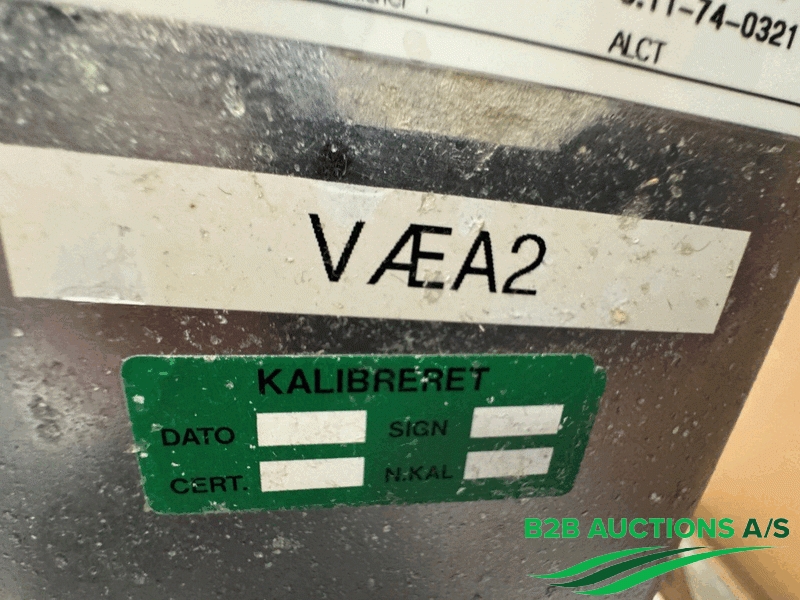 .11-74-0321
ALCT
VÆA2
KALIBRERET
DATO SIGN
CERT. N.KAL
B2B AUCTIONS A/S